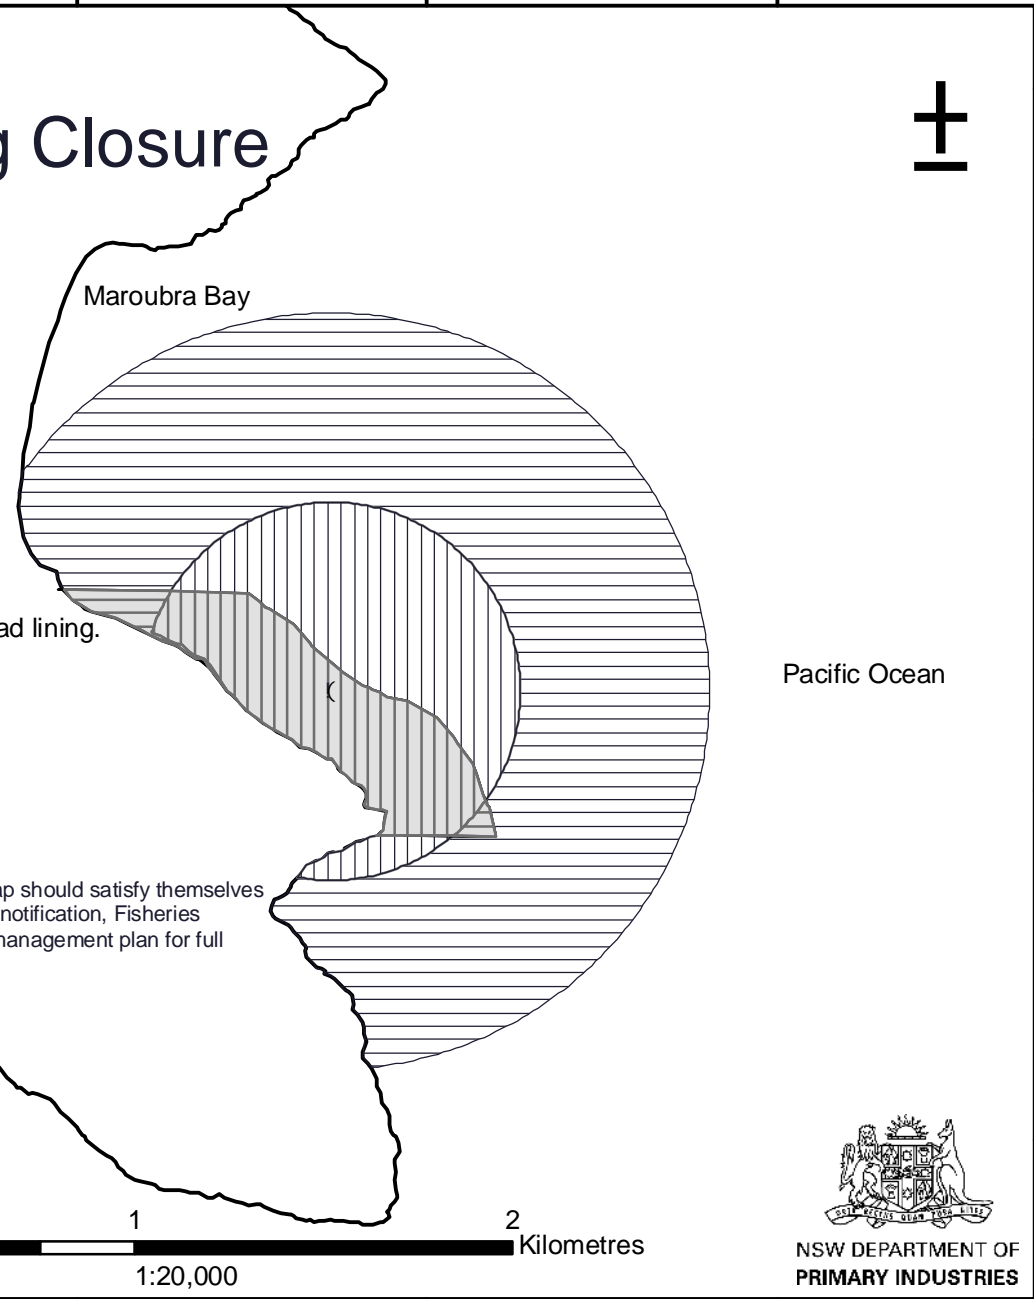 g Closure
Maroubra Bay
ad lining.
Pacific Ocean
ap should satisfy themselves
notification, Fisheries
management plan for full
1 2
Kilometres
1:20,000
NSW DEPARTMENT OF
PRIMARY INDUSTRIES